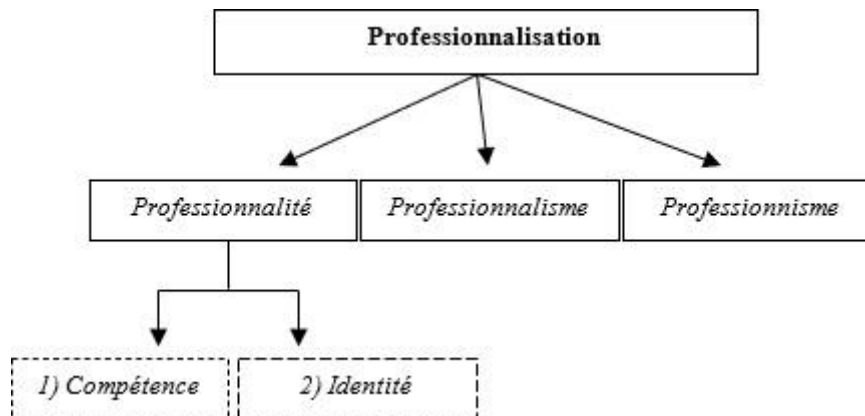 Professionnalisation
Professionnalité
Professionnalisme
Professionnisme
1) Compétence
2) Identité